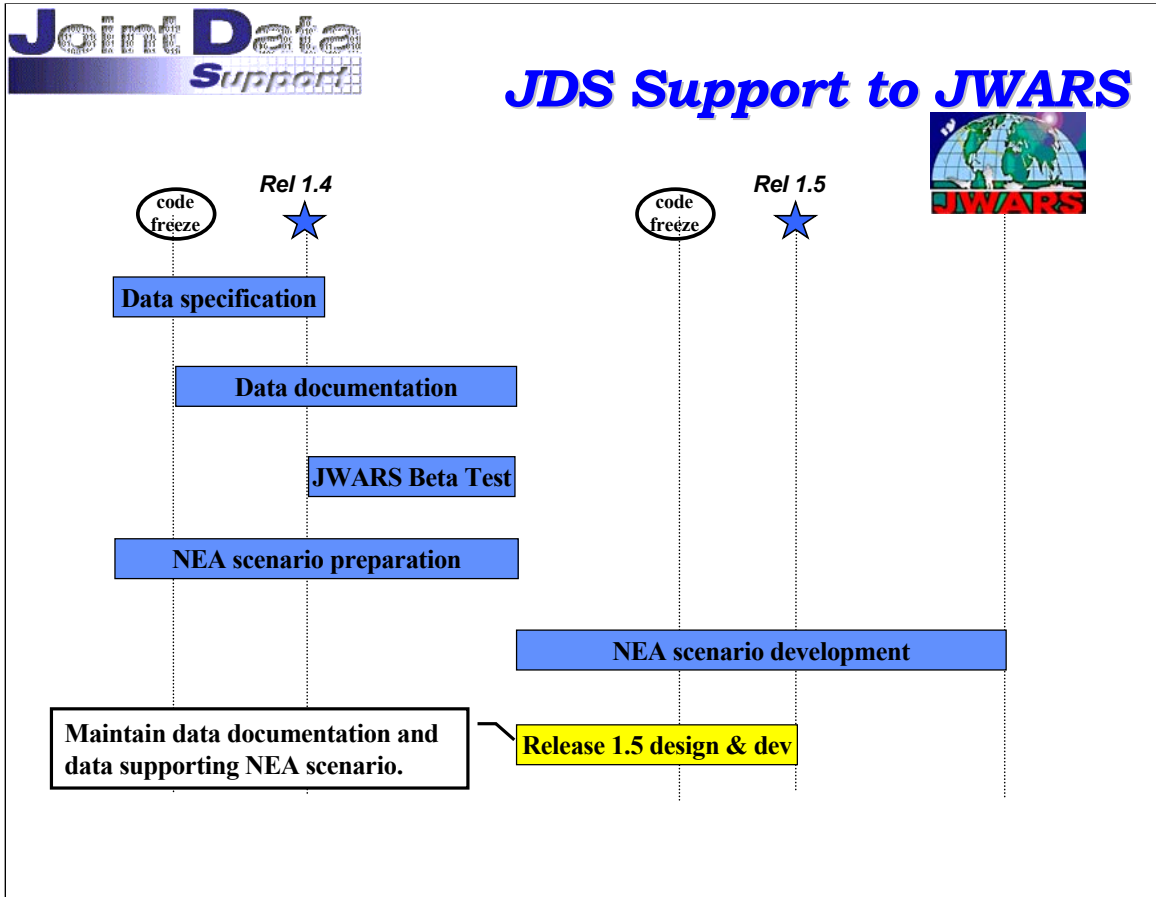 Joint Data
Support
JDS Support to JWARS
JWARS
Rel 1.4
Rel 1.5
code
freeze
code
freeze
Data specification
Data documentation
JWARS Beta Test
NEA scenario preparation
NEA scenario development
Maintain data documentation and
data supporting NEA scenario.
Release 1.5 design & dev